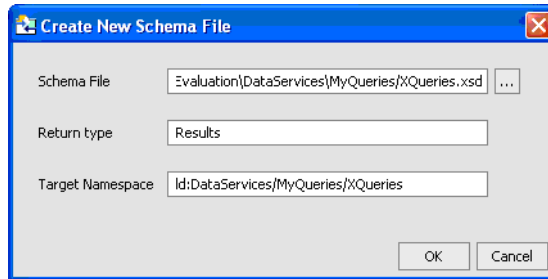 Create New Schema File
Schema File Evaluation\DataServices\MyQueries/XQueries.xsd ...
Return type Results
Target Namespace ld:DataServices/MyQueries/XQueries
OK Cancel